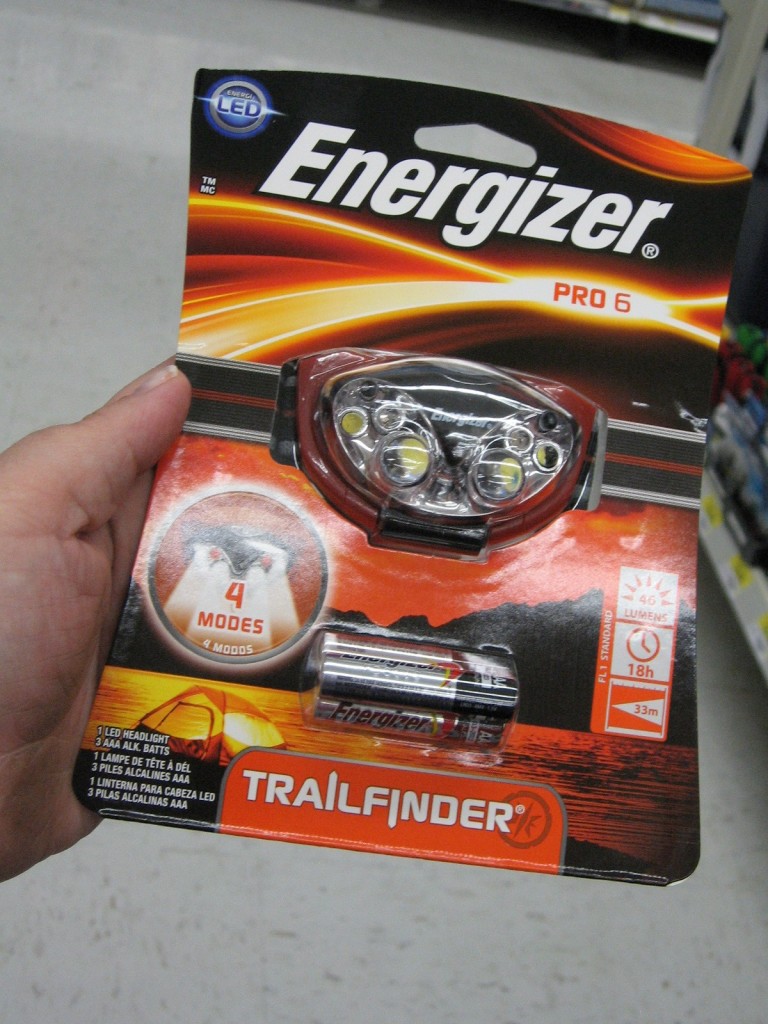 ENERGI
LED
TM
MC
Energizer®
PRO 6
Energizer
4
MODES
4 MODOS
46
LUMENS
FL1 STANDARD
18h
33m
Energizer
Energizer
1 LED HEADLIGHT
3 AAA ALK. BATTS
1 LAMPE DE TÊTE À DÉL
3 PILES ALCALINES AAA
1 LINTERNA PARA CABEZA LED
3 PILAS ALCALINAS AAA
TRAILFINDER®